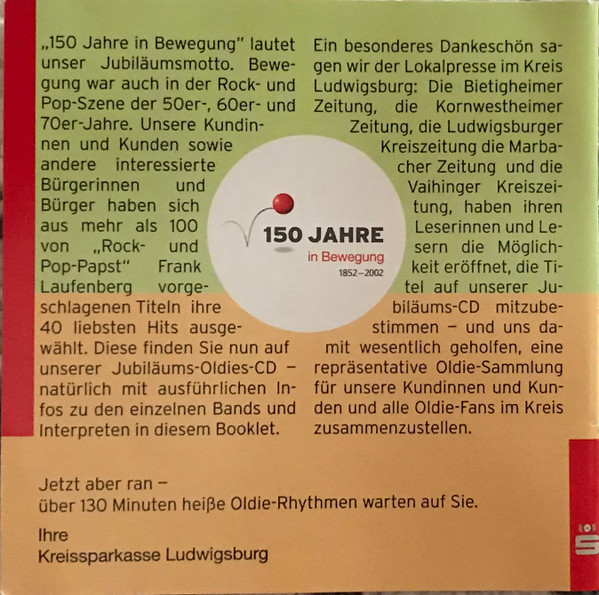 „150 Jahre in Bewegung" lautet
unser Jubiläumsmotto. Bewe-
gung war auch in der Rock- und
Pop-Szene der 50er-, 60er- und
70er-Jahre. Unsere Kundin-
nen und Kunden sowie
andere interessierte
Bürgerinnen und
Bürger haben sich
aus mehr als 100
von „Rock- und
Pop-Papst" Frank
Laufenberg vorge-
schlagenen Titeln ihre
40 liebsten Hits ausge-
wählt. Diese finden Sie nun auf
unserer Jubiläums-Oldies-CD –
natürlich mit ausführlichen In-
fos zu den einzelnen Bands und
Interpreten in diesem Booklet.
150 JAHRE
in Bewegung
1852–2002
Ein besonderes Dankeschön sa-
gen wir der Lokalpresse im Kreis
Ludwigsburg: Die Bietigheimer
Zeitung, die Kornwestheimer
Zeitung, die Ludwigsburger
Kreiszeitung die Marba-
cher Zeitung und die
Vaihinger Kreiszei-
tung, haben ihren
Leserinnen und Le-
sern die Möglich-
keit eröffnet, die Ti-
tel auf unserer Ju-
biläums-CD mitzube-
stimmen – und uns da-
mit wesentlich geholfen, eine
repräsentative Oldie-Sammlung
für unsere Kundinnen und Kun-
den und alle Oldie-Fans im Kreis
zusammenzustellen.
Jetzt aber ran –
über 130 Minuten heiße Oldie-Rhythmen warten auf Sie.
Ihre
Kreissparkasse Ludwigsburg